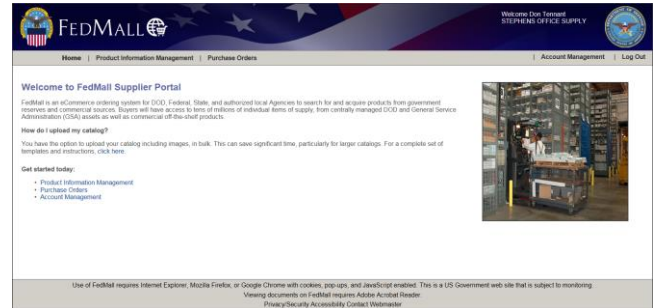 FEDMALL
Welcome Don Tennant
STEPHENS OFFICE SUPPLY
Home | Product Information Management | Purchase Orders | Account Management | Log Out
Welcome to FedMall Supplier Portal
FedMall is an eCommerce ordering system for DOD, Federal, State, and authorized local Agencies to search for and acquire products from government
reserves and commercial sources. Buyers will have access to tens of millions of individual items of supply, from centrally managed DOD and General Service
Administration (GSA) assets as well as commercial off-the-shelf products.
How do I upload my catalog?
You have the option to upload your catalog including images, in bulk. This can save significant time, particularly for larger catalogs. For a complete set of
templates and instructions, click here.
Get started today:
• Product Information Management
• Purchase Orders
• Account Management
Use of FedMall requires Internet Explorer, Mozilla Firefox, or Google Chrome with cookies, pop-ups, and JavaScript enabled. This is a US Government web site that is subject to monitoring.
Viewing documents on FedMall requires Adobe Acrobat Reader.
Privacy/Security Accessibility Contact Webmaster